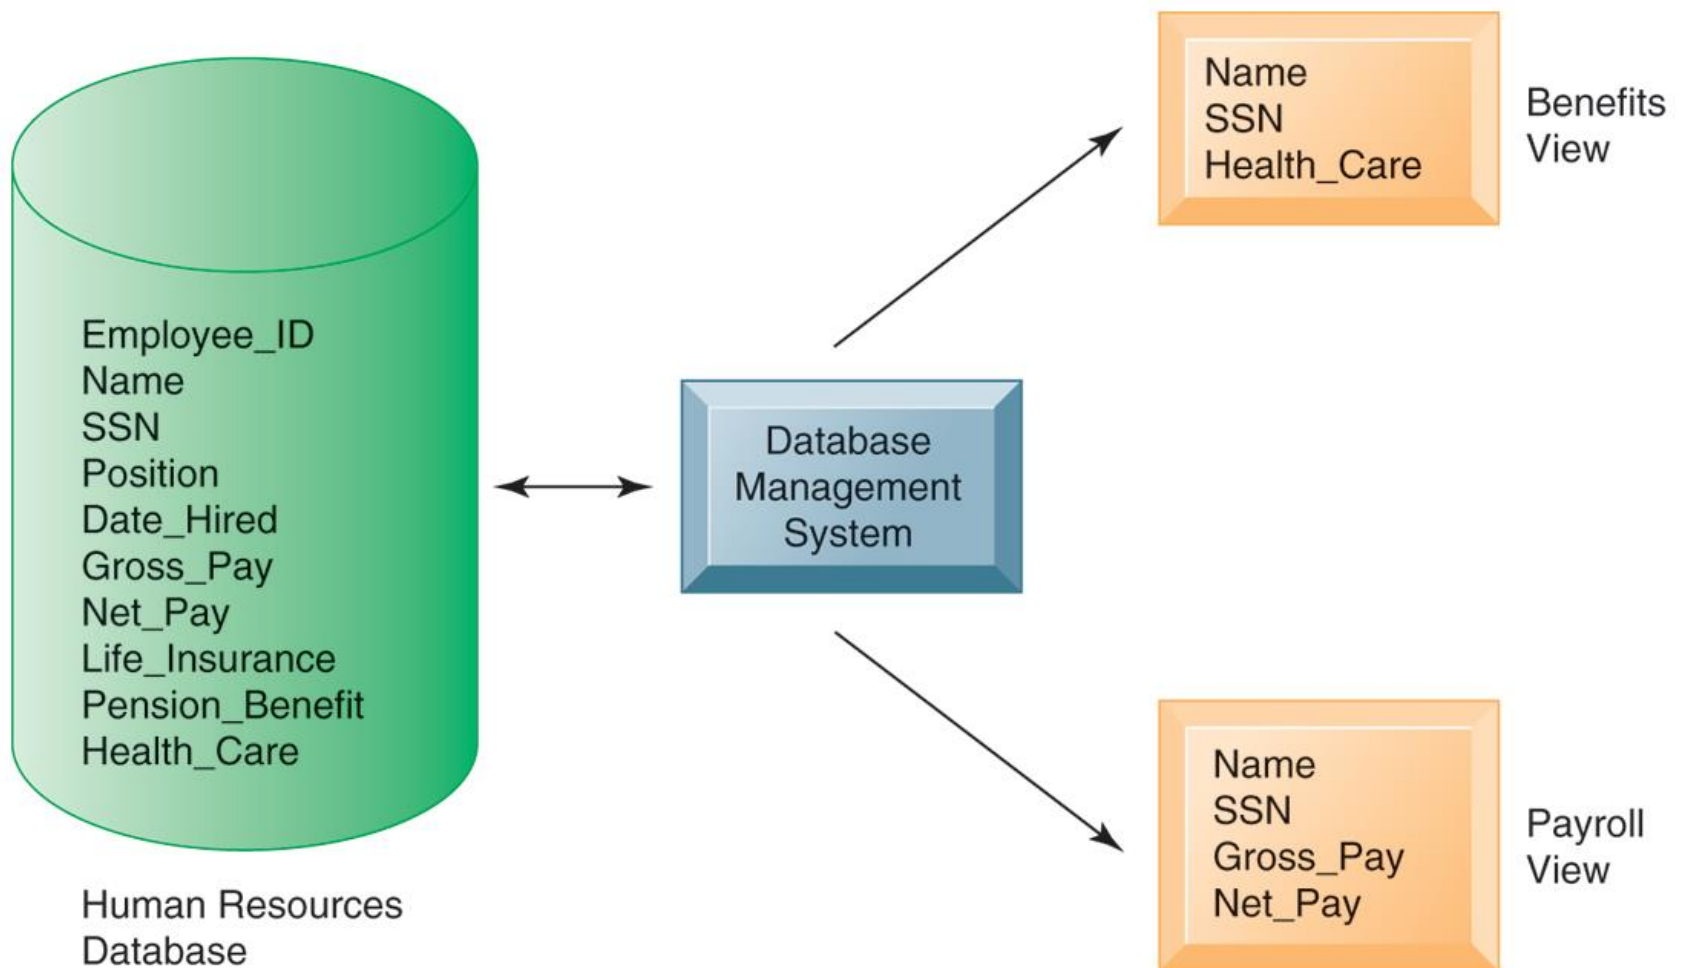 Employee_ID
Name
SSN
Position
Date_Hired
Gross_Pay
Net_Pay
Life_Insurance
Pension_Benefit
Health_Care
Human Resources
Database
Database
Management
System
Name
SSN
Health_Care
Benefits
View
Name
SSN
Gross_Pay
Net_Pay
Payroll
View